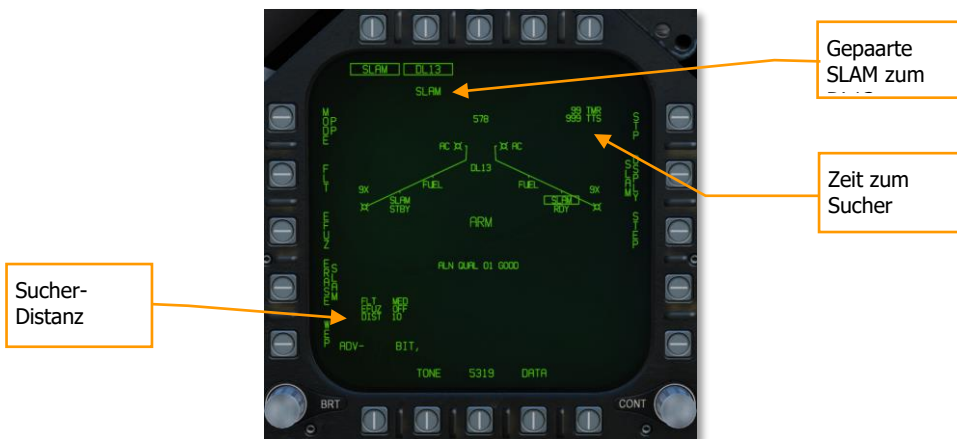 SLAM DL13
SLAM
578
99 TMR
999 TTS
MODE
POP
FLT
EFUZ
ERASE
SLAM
STP
SLAM
DSPLY
STEP
AC
AC
DL13
FUEL
FUEL
9X
9X
SLAM
STBY
SLAM
RDY
ARM
ALN QUAL 01 GOOD
FLT MED
EFUZ OFF
DIST 10
ADV- BIT,
TONE 5319 DATA
BRT
CONT
Gepaarte
SLAM zum
Zeit zum
Sucher
Sucher-
Distanz